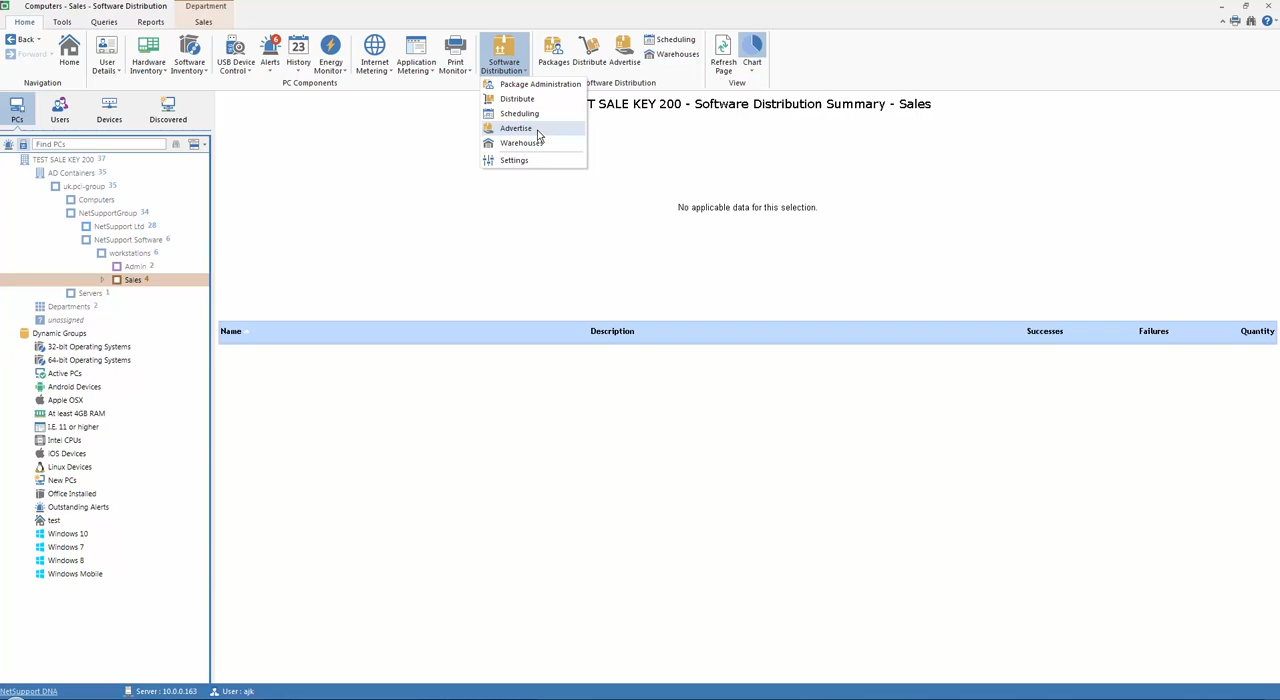 Computers - Sales - Software Distribution
Department
Home Tools Queries Reports Sales
Back
Forward
Home
User Details
Hardware Inventory
Software Inventory
USB Device Control
6
Alerts
23
History
Energy Monitor
Internet Metering
Application Metering
Print Monitor
Software Distribution
Packages
Distribute
Advertise
Scheduling
Warehouses
Refresh Page
Chart
Navigation
PC Components
oftware Distribution
View
PCs
Users
Devices
Discovered
Package Administration
Distribute
Scheduling
Advertise
Warehouses
Settings
T SALE KEY 200 - Software Distribution Summary - Sales
Find PCs
TEST SALE KEY 200 37
AD Containers 35
uk.pci-group 35
Computers
NetSupportGroup 34
NetSupport Ltd 28
NetSupport Software 6
workstations 6
Admin 2
Sales 4
Servers 1
Departments 2
unassigned
Dynamic Groups
32-bit Operating Systems
64-bit Operating Systems
Active PCs
Android Devices
Apple OSX
At least 4GB RAM
I.E. 11 or higher
Intel CPUs
iOS Devices
Linux Devices
New PCs
Office Installed
Outstanding Alerts
test
Windows 10
Windows 7
Windows 8
Windows Mobile
No applicable data for this selection.
Name Description Successes Failures Quantity
NetSupport DNA
Server : 10.0.0.163
User : ajk